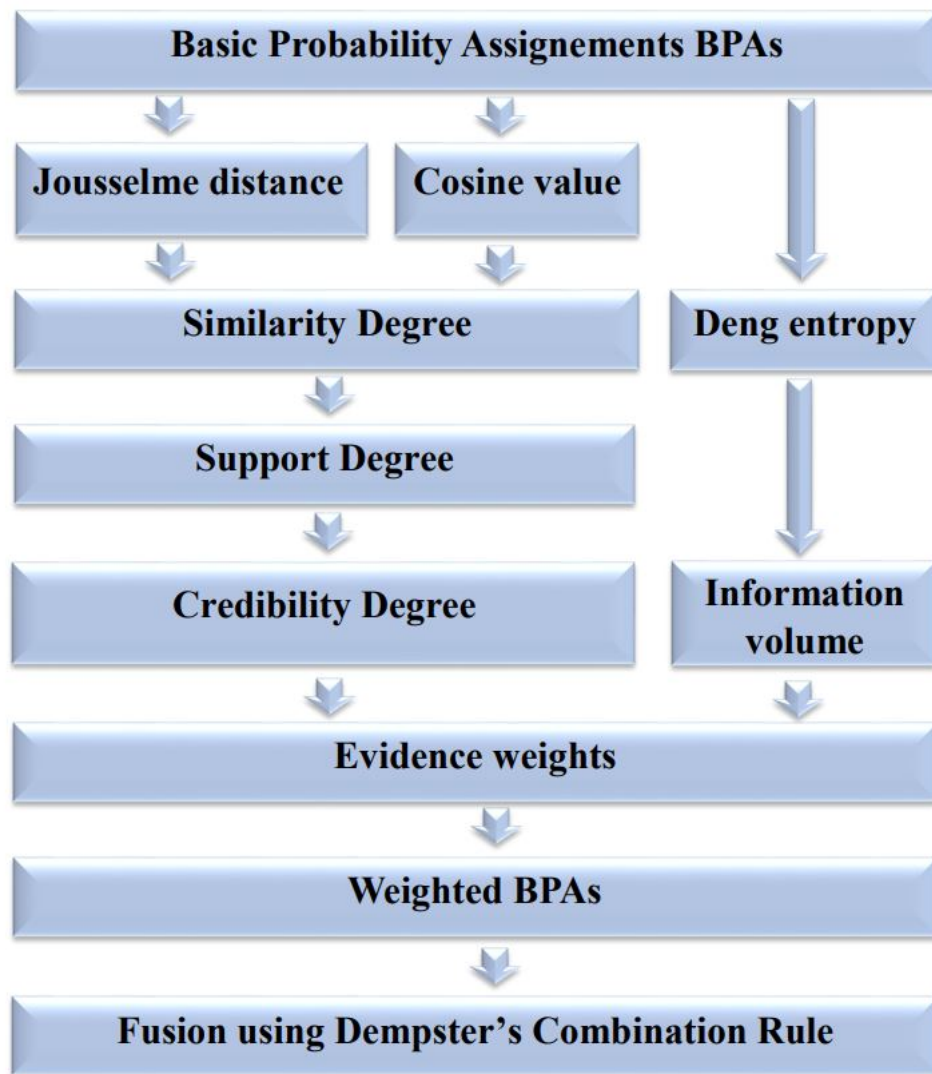 Basic Probability Assignements BPAs
Jousselme distance
Cosine value
Similarity Degree
Deng entropy
Support Degree
Credibility Degree
Information
volume
Evidence weights
Weighted BPAs
Fusion using Dempster’s Combination Rule